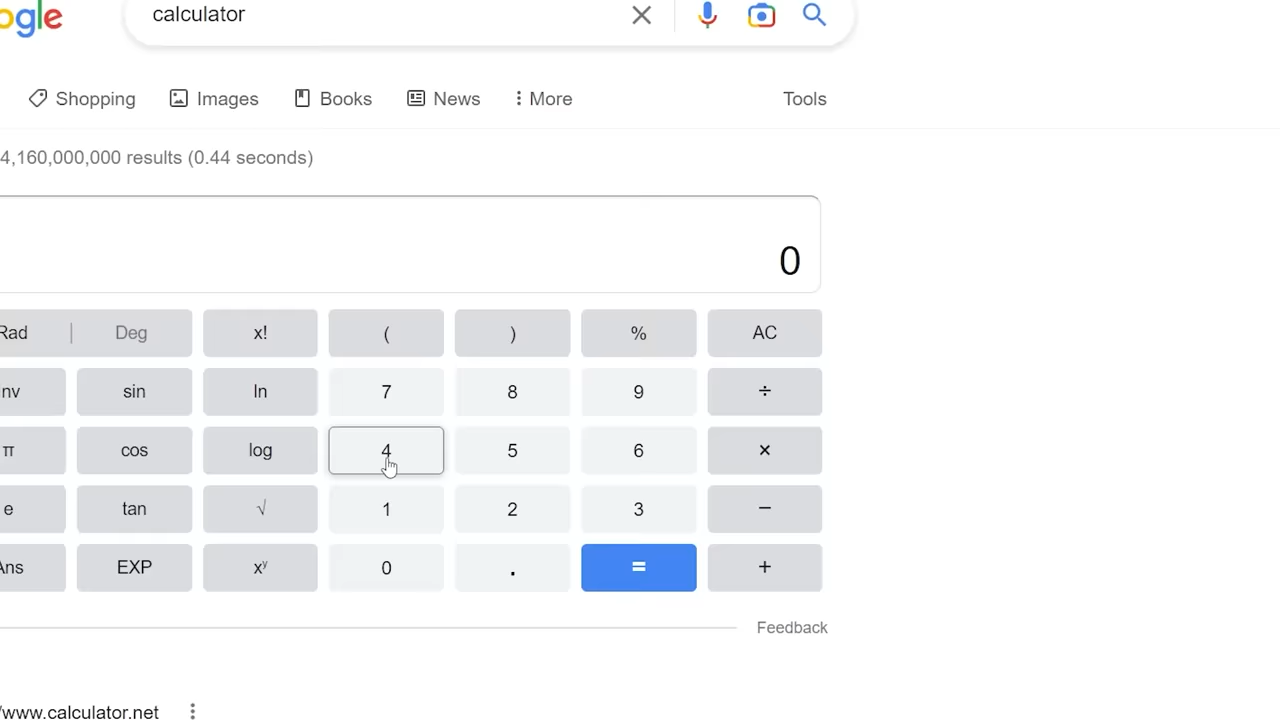 ogle
calculator
Shopping Images Books News More Tools
4,160,000,000 results (0.44 seconds)
0
Rad | Deg x! ( ) % AC
nv sin ln 7 8 9 ÷
π cos log 4 5 6 ×
e tan √ 1 2 3 −
Ans EXP xʸ 0 . = +
Feedback
/www.calculator.net